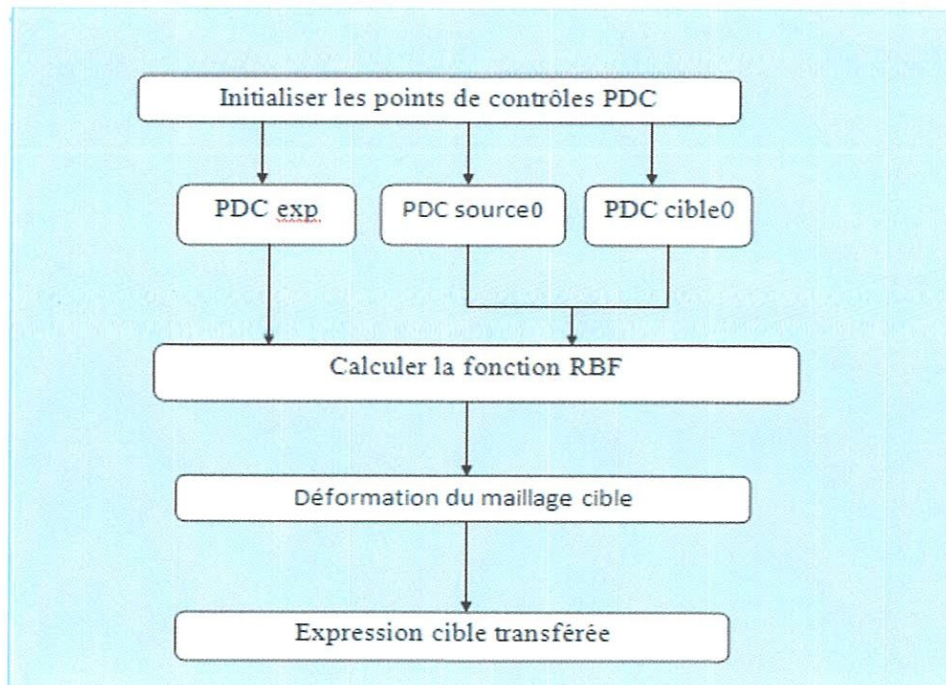 Initialiser les points de contrôles PDC
PDC exp
PDC source0
PDC cible0
Calculer la fonction RBF
Déformation du maillage cible
Expression cible transférée